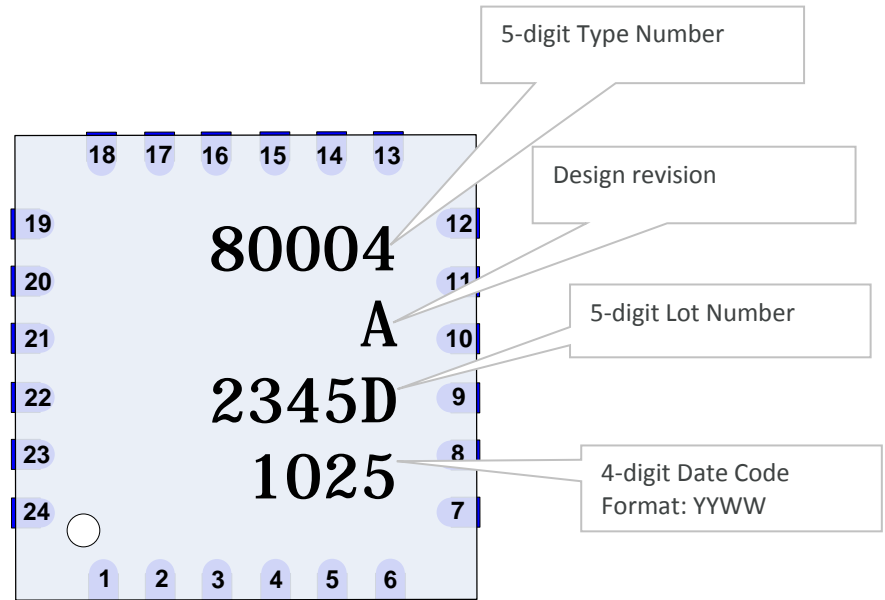 5-digit Type Number
18 17 16 15 14 13
Design revision
19
12
80004
20
11
A
5-digit Lot Number
21
10
2345D
22
9
1025
23
8
4-digit Date Code
Format: YYWW
24
7
1 2 3 4 5 6